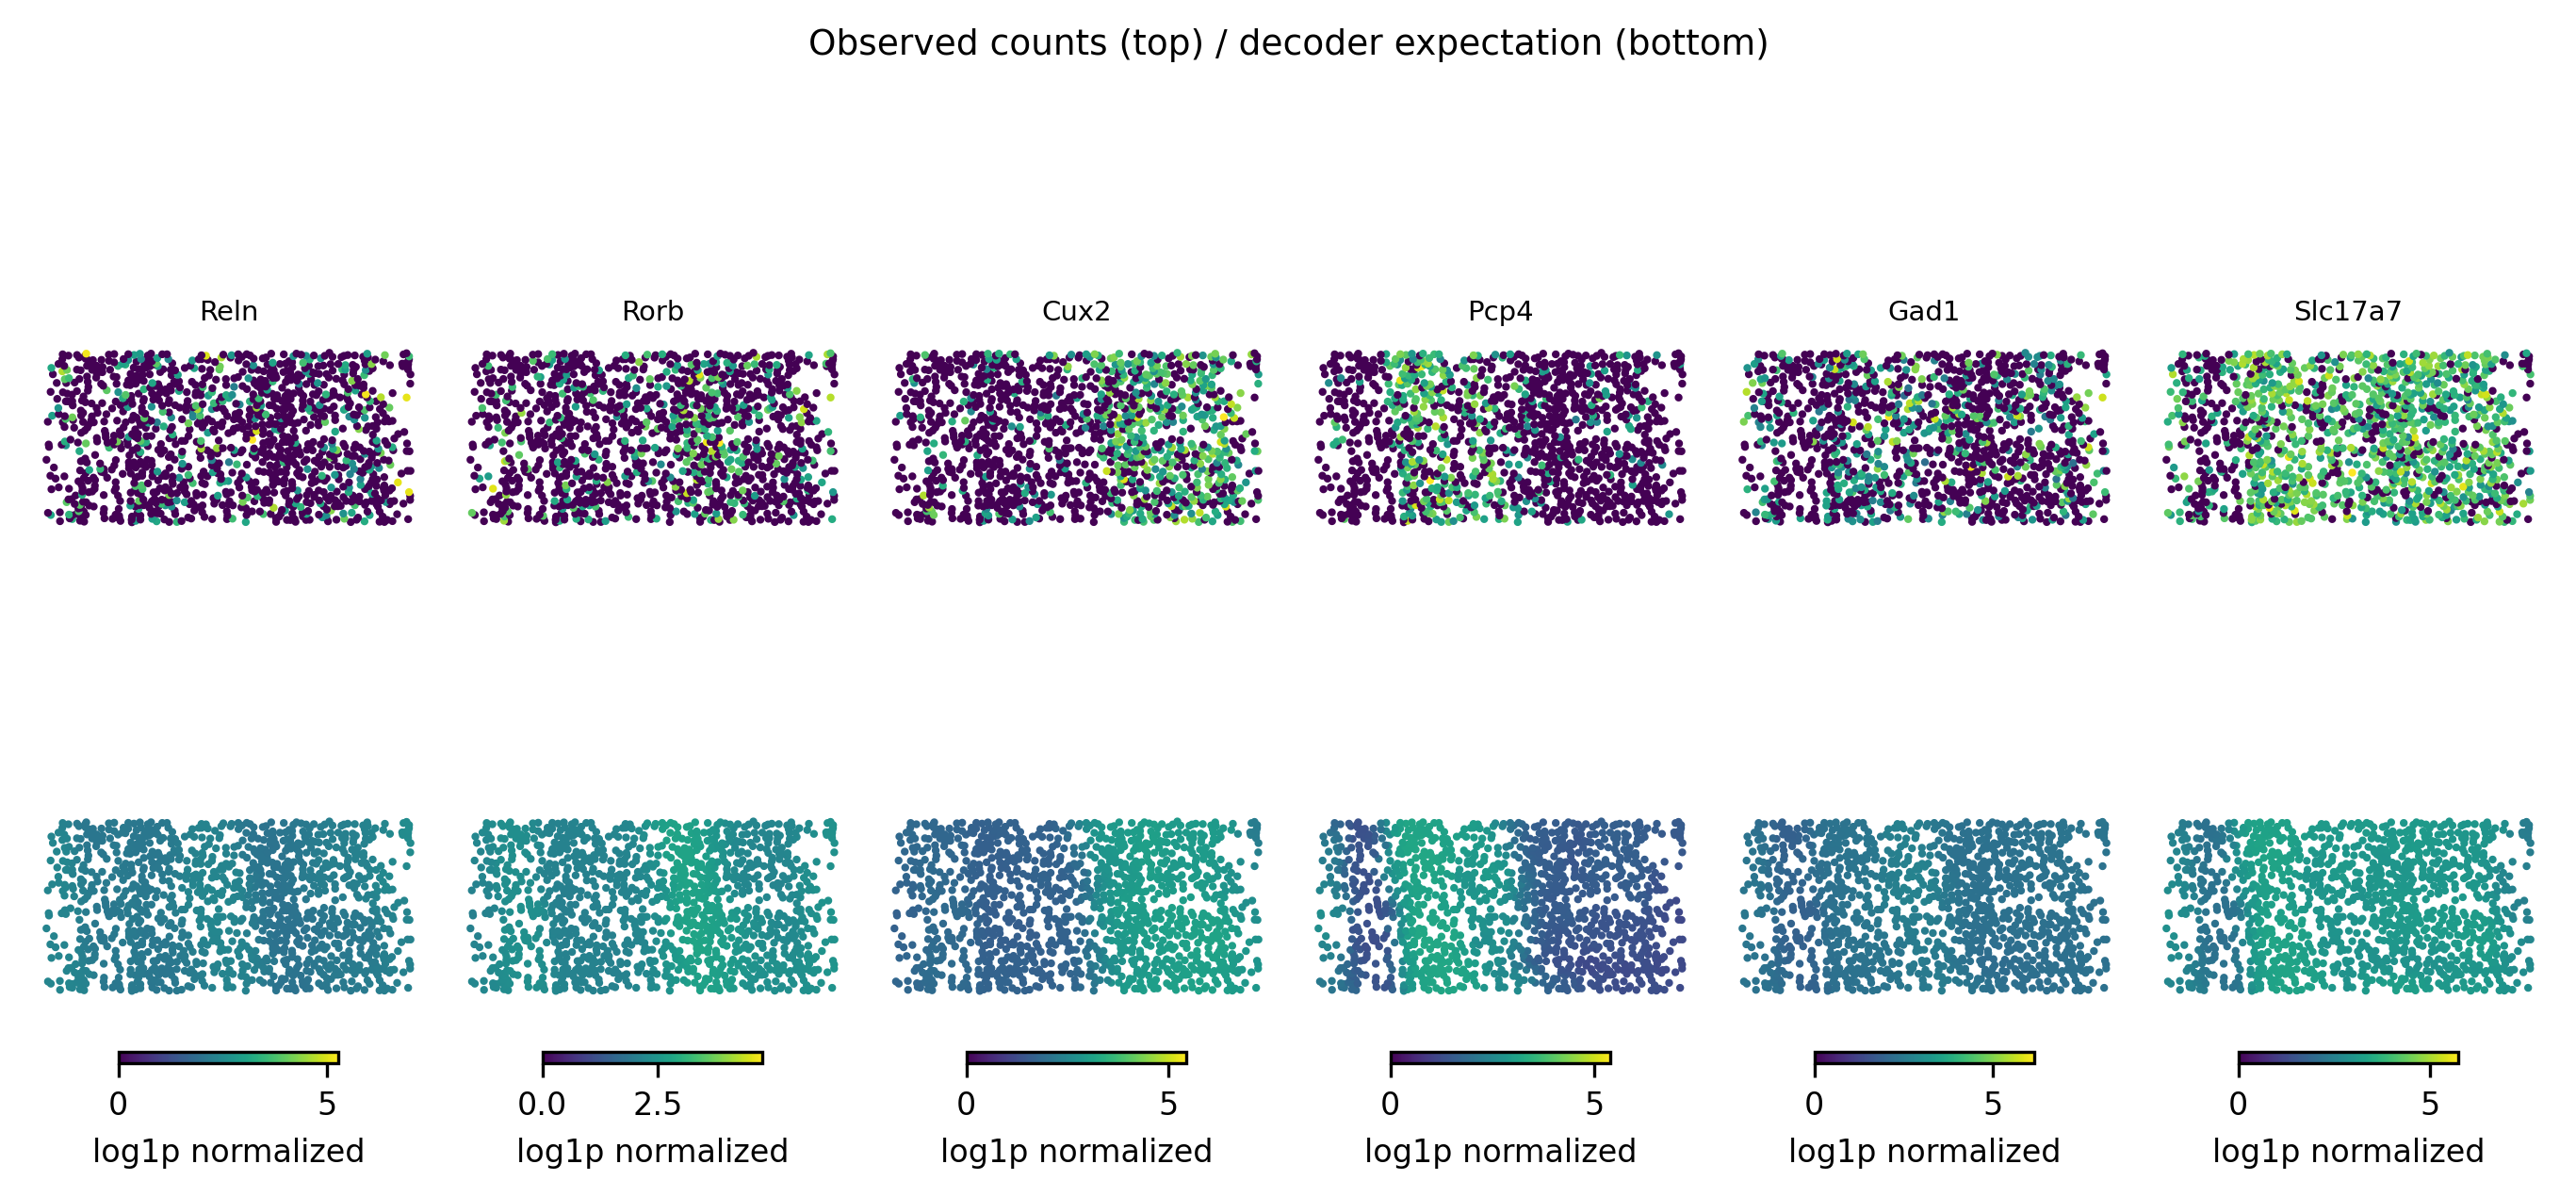 Observed counts (top) / decoder expectation (bottom)
Reln Rorb Cux2 Pcp4 Gad1 Slc17a7
0 5 0.0 2.5 0 5 0 5 0 5 0 5
log1p normalized log1p normalized log1p normalized log1p normalized log1p normalized log1p normalized